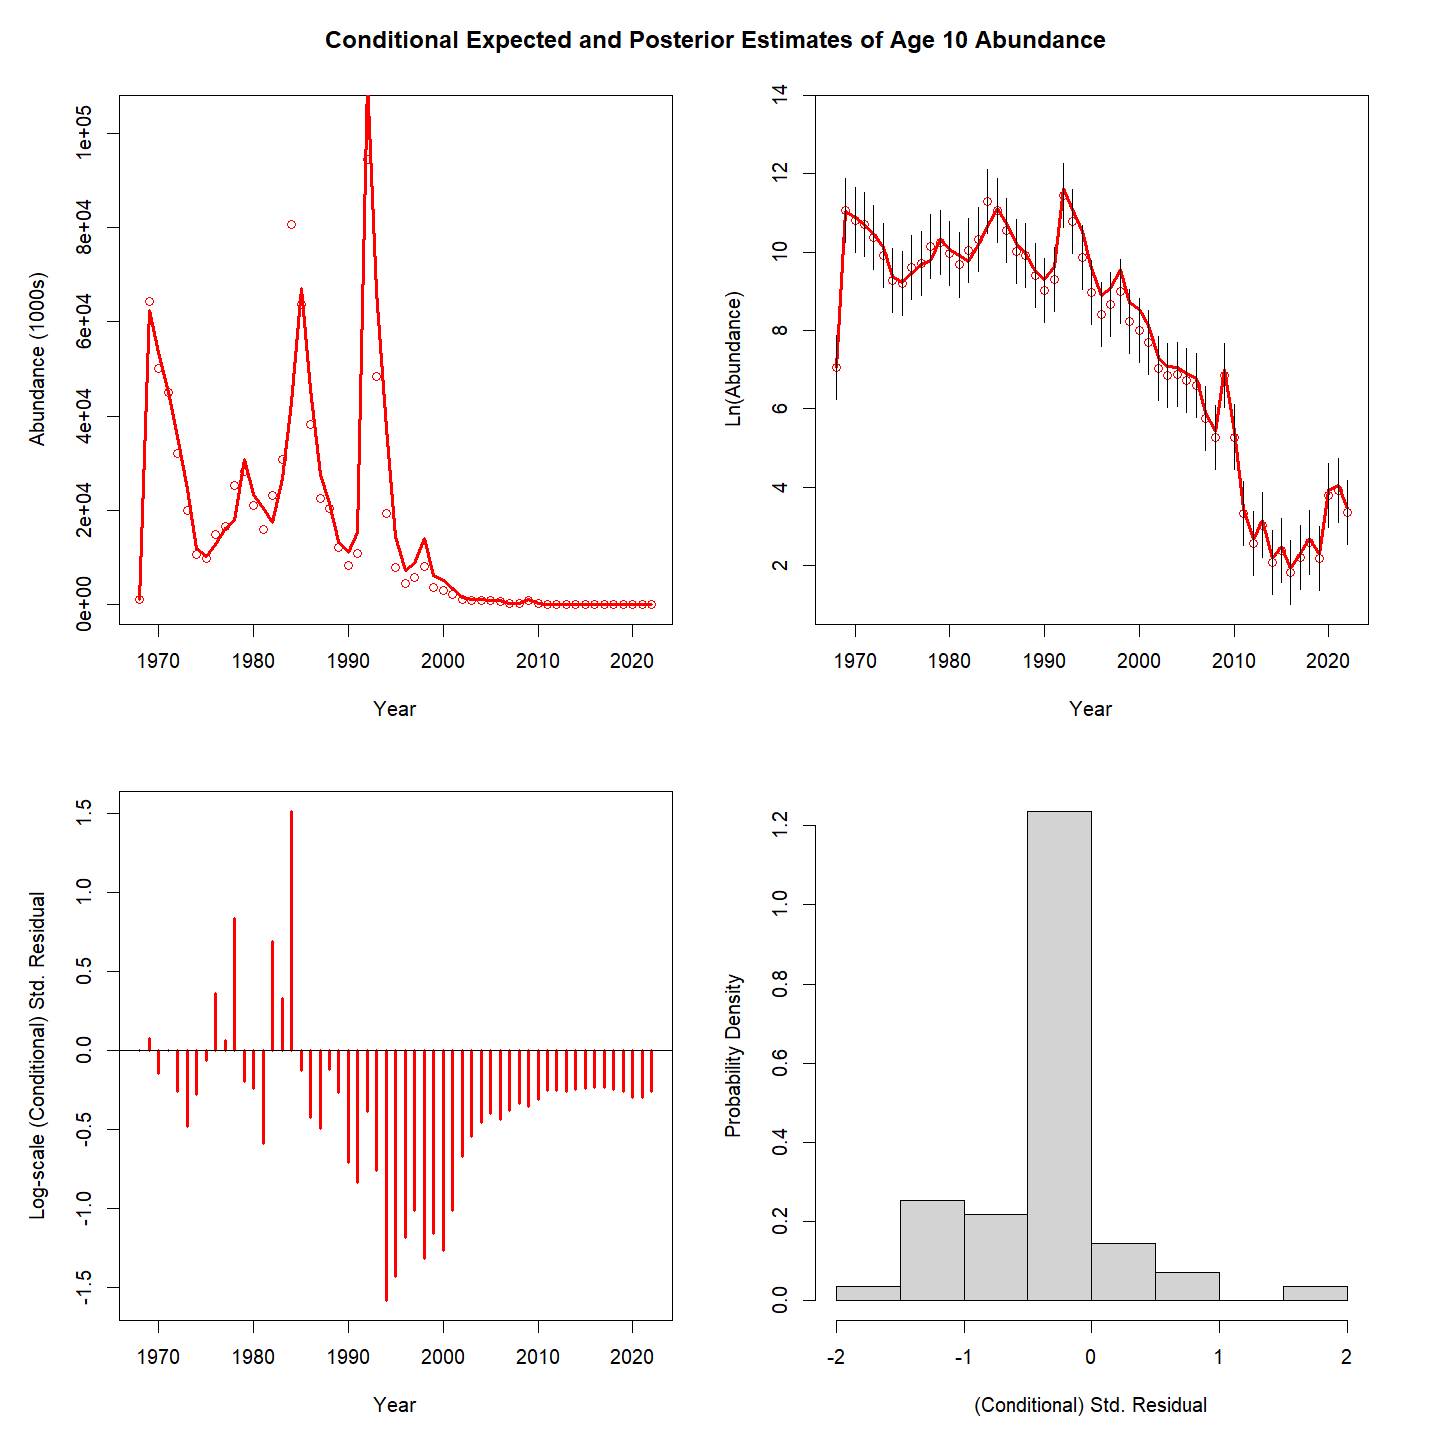 Conditional Expected and Posterior Estimates of Age 10 Abundance
Abundance (1000s)
0e+00 2e+04 4e+04 6e+04 8e+04 1e+05
1970 1980 1990 2000 2010 2020
Year
Ln(Abundance)
2 4 6 8 10 12 14
1970 1980 1990 2000 2010 2020
Year
Log-scale (Conditional) Std. Residual
-1.5 -1.0 -0.5 0.0 0.5 1.0 1.5
1970 1980 1990 2000 2010 2020
Year
Probability Density
0.0 0.2 0.4 0.6 0.8 1.0 1.2
-2 -1 0 1 2
(Conditional) Std. Residual